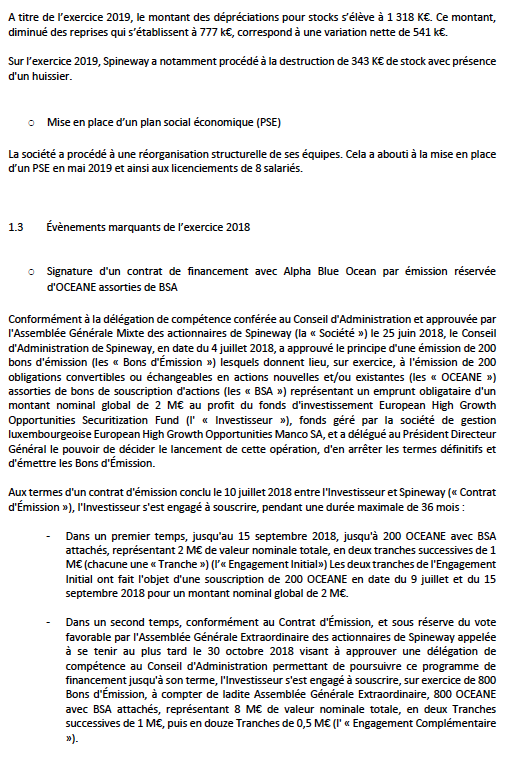 A titre de l'exercice 2019, le montant des dépréciations pour stocks s'élève à 1 318 K€. Ce montant,
diminué des reprises qui s'établissent à 777 k€, correspond à une variation nette de 541 k€.
Sur l'exercice 2019, Spineway a notamment procédé à la destruction de 343 K€ de stock avec présence
d'un huissier.
○ Mise en place d'un plan social économique (PSE)
La société a procédé à une réorganisation structurelle de ses équipes. Cela a abouti à la mise en place
d'un PSE en mai 2019 et ainsi aux licenciements de 8 salariés.
1.3 Évènements marquants de l'exercice 2018
○ Signature d'un contrat de financement avec Alpha Blue Ocean par émission réservée
d'OCEANE assorties de BSA
Conformément à la délégation de compétence conférée au Conseil d'Administration et approuvée par
l'Assemblée Générale Mixte des actionnaires de Spineway (la « Société ») le 25 juin 2018, le Conseil
d'Administration de Spineway, en date du 4 juillet 2018, a approuvé le principe d'une émission de 200
bons d'émission (les « Bons d'Émission ») lesquels donnent lieu, sur exercice, à l'émission de 200
obligations convertibles ou échangeables en actions nouvelles et/ou existantes (les « OCEANE »)
assorties de bons de souscription d'actions (les « BSA ») représentant un emprunt obligataire d'un
montant nominal global de 2 M€ au profit du fonds d'investissement European High Growth
Opportunities Securitization Fund (l' « Investisseur »), fonds géré par la société de gestion
luxembourgeoise European High Growth Opportunities Manco SA, et a délégué au Président Directeur
Général le pouvoir de décider le lancement de cette opération, d'en arrêter les termes définitifs et
d'émettre les Bons d'Émission.
Aux termes d'un contrat d'émission conclu le 10 juillet 2018 entre l'Investisseur et Spineway (« Contrat
d'Émission »), l'Investisseur s'est engagé à souscrire, pendant une durée maximale de 36 mois :
- Dans un premier temps, jusqu'au 15 septembre 2018, jusqu'à 200 OCEANE avec BSA
attachés, représentant 2 M€ de valeur nominale totale, en deux tranches successives de 1
M€ (chacune une « Tranche ») (l'« Engagement Initial») Les deux tranches de l'Engagement
Initial ont fait l'objet d'une souscription de 200 OCEANE en date du 9 juillet et du 15
septembre 2018 pour un montant nominal global de 2 M€.
- Dans un second temps, conformément au Contrat d'Émission, et sous réserve du vote
favorable par l'Assemblée Générale Extraordinaire des actionnaires de Spineway appelée
à se tenir au plus tard le 30 octobre 2018 visant à approuver une délégation de
compétence au Conseil d'Administration permettant de poursuivre ce programme de
financement jusqu'à son terme, l'Investisseur s'est engagé à souscrire, sur exercice de 800
Bons d'Émission, à compter de ladite Assemblée Générale Extraordinaire, 800 OCEANE
avec BSA attachés, représentant 8 M€ de valeur nominale totale, en deux Tranches
successives de 1 M€, puis en douze Tranches de 0,5 M€ (l' « Engagement Complémentaire
»).